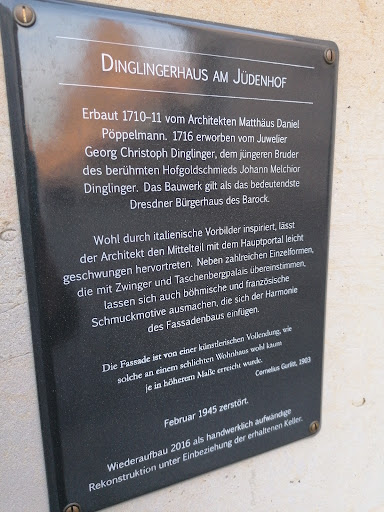 Dinglingerhaus am Jüdenhof
Erbaut 1710–11 vom Architekten Matthäus Daniel
Pöppelmann. 1716 erworben vom Juwelier
Georg Christoph Dinglinger, dem jüngeren Bruder
des berühmten Hofgoldschmieds Johann Melchior
Dinglinger. Das Bauwerk gilt als das bedeutendste
Dresdner Bürgerhaus des Barock.
Wohl durch italienische Vorbilder inspiriert, lässt
der Architekt den Mittelteil mit dem Hauptportal leicht
geschwungen hervortreten. Neben zahlreichen Einzelformen,
die mit Zwinger und Taschenbergpalais übereinstimmen,
lassen sich auch böhmische und französische
Schmuckmotive ausmachen, die sich der Harmonie
des Fassadenbaus einfügen.
Die Fassade ist von einer künstlerischen Vollendung, wie
solche an einem schlichten Wohnhaus wohl kaum
je in höherem Maße erreicht wurde.
Cornelius Gurlitt, 1903
Februar 1945 zerstört.
Wiederaufbau 2016 als handwerklich aufwändige
Rekonstruktion unter Einbeziehung der erhaltenen Keller.